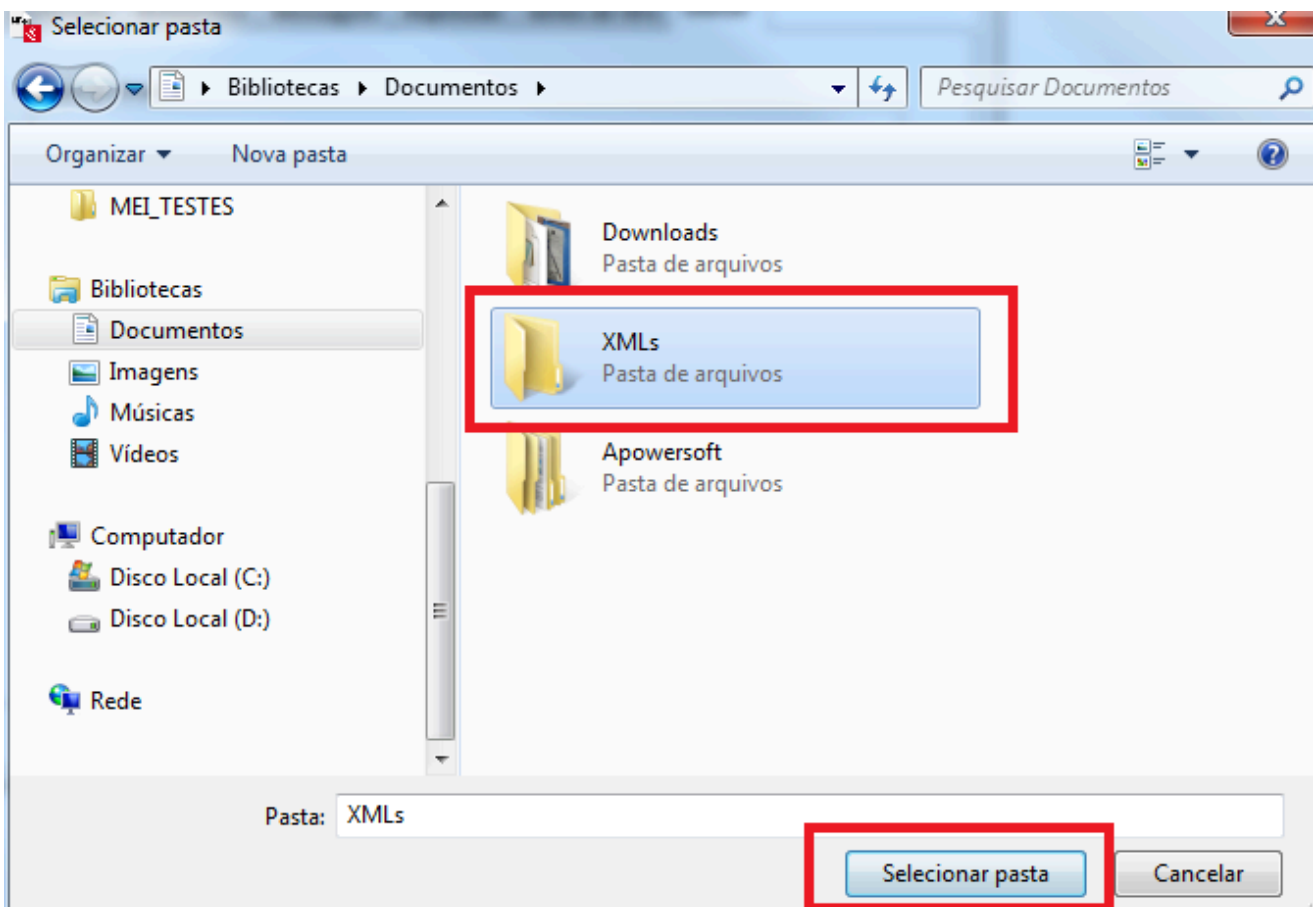 Selecionar pasta
Bibliotecas Documentos
Pesquisar Documentos
Organizar Nova pasta
MEI_TESTES
Bibliotecas
Documentos
Imagens
Músicas
Vídeos
Computador
Disco Local (C:)
Disco Local (D:)
Rede
Downloads
Pasta de arquivos
XMLs
Pasta de arquivos
Apowersoft
Pasta de arquivos
Pasta: XMLs
Selecionar pasta Cancelar